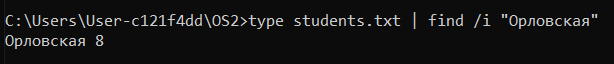 C:\Users\User-c121f4dd\OS2>type students.txt | find /i "Орловская"
Орловская 8